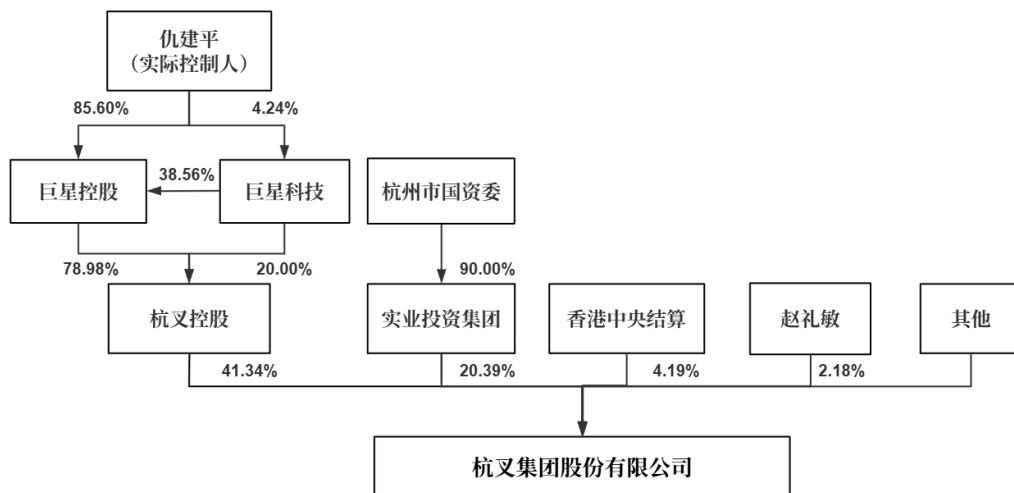 仇建平
（实际控制人）
85.60%
4.24%
巨星控股
38.56%
巨星科技
杭州市国资委
78.98%
20.00%
90.00%
杭叉控股
实业投资集团
香港中央结算
赵礼敏
其他
41.34%
20.39%
4.19%
2.18%
杭叉集团股份有限公司